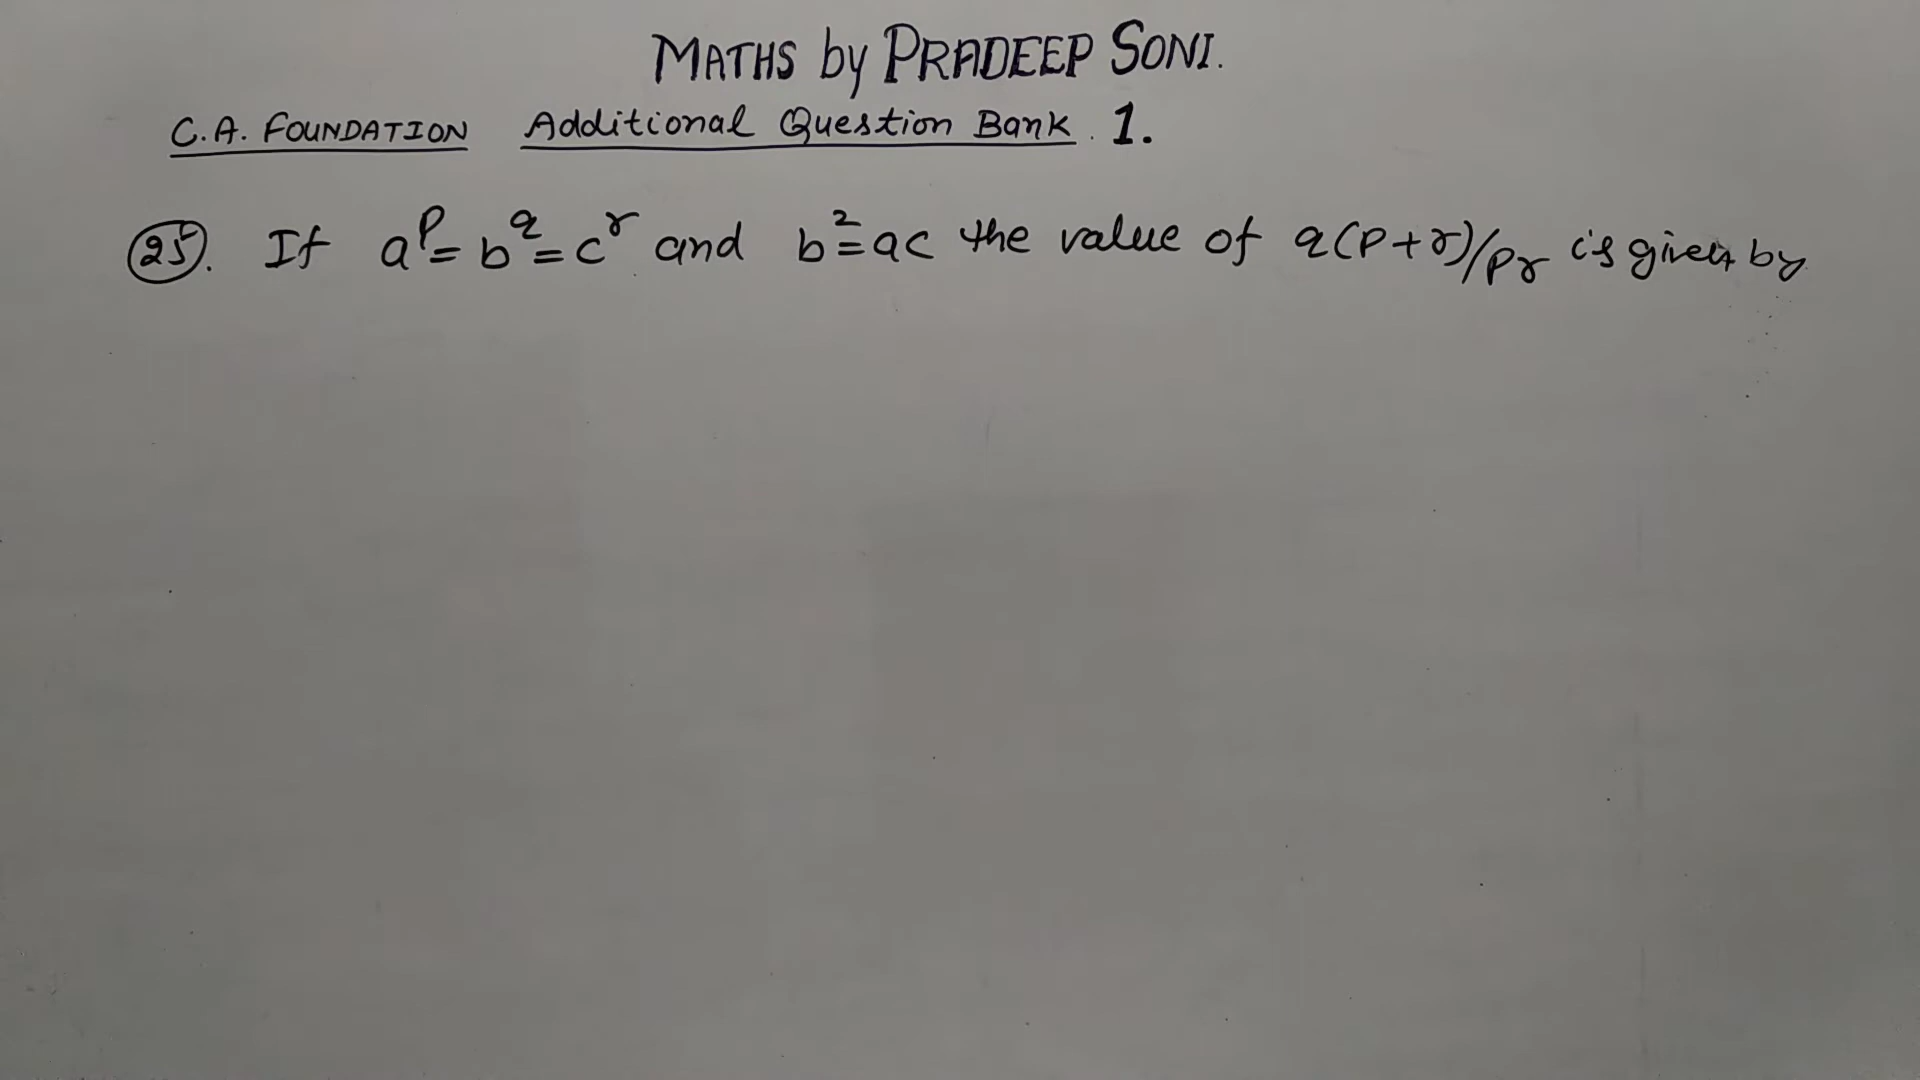 MATHS by PRADEEP SONI.
C.A. FOUNDATION Additional Question Bank. 1.
25. If a^p = b^q = c^r and b^2 = ac the value of q(p+r)/pr is given by